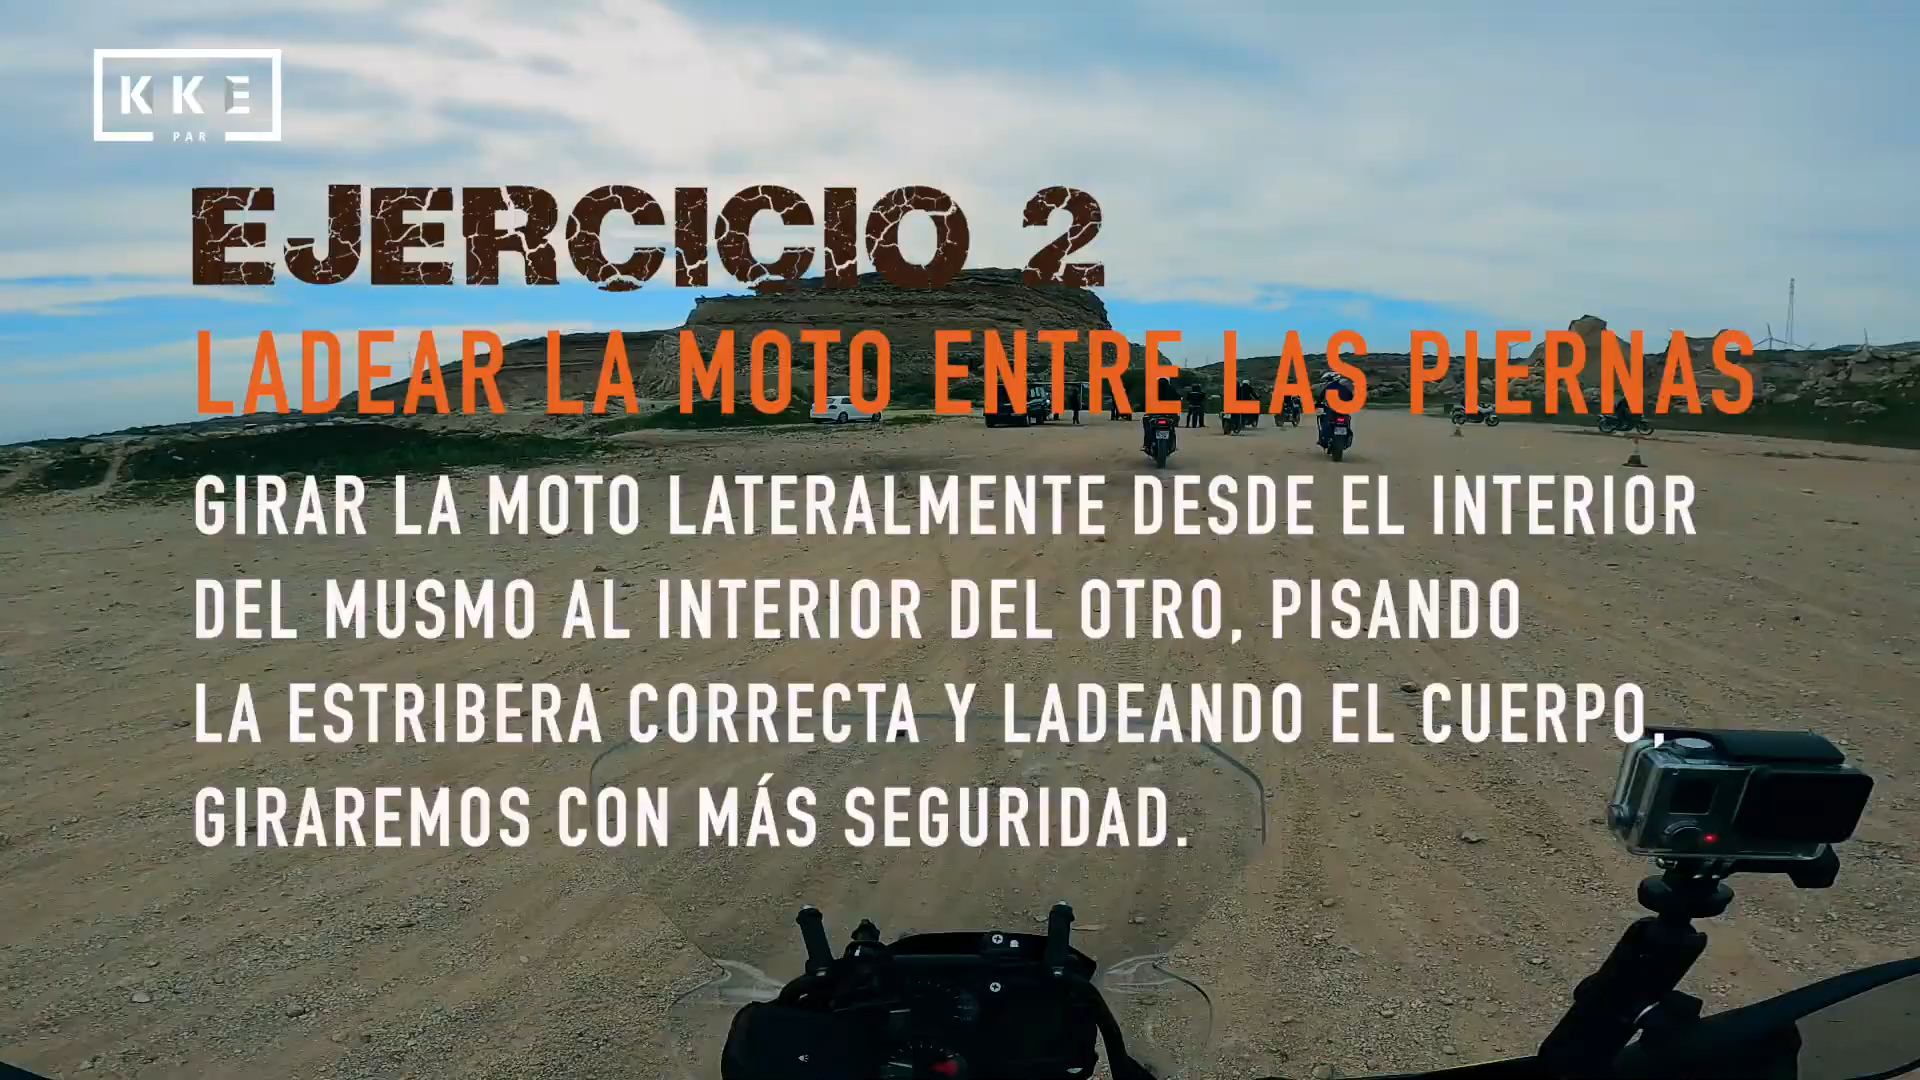 KKE
PAR
EJERCICIO 2
LADEAR LA MOTO ENTRE LAS PIERNAS
GIRAR LA MOTO LATERALMENTE DESDE EL INTERIOR
DEL MUSMO AL INTERIOR DEL OTRO, PISANDO
LA ESTRIBERA CORRECTA Y LADEANDO EL CUERPO,
GIRAREMOS CON MÁS SEGURIDAD.